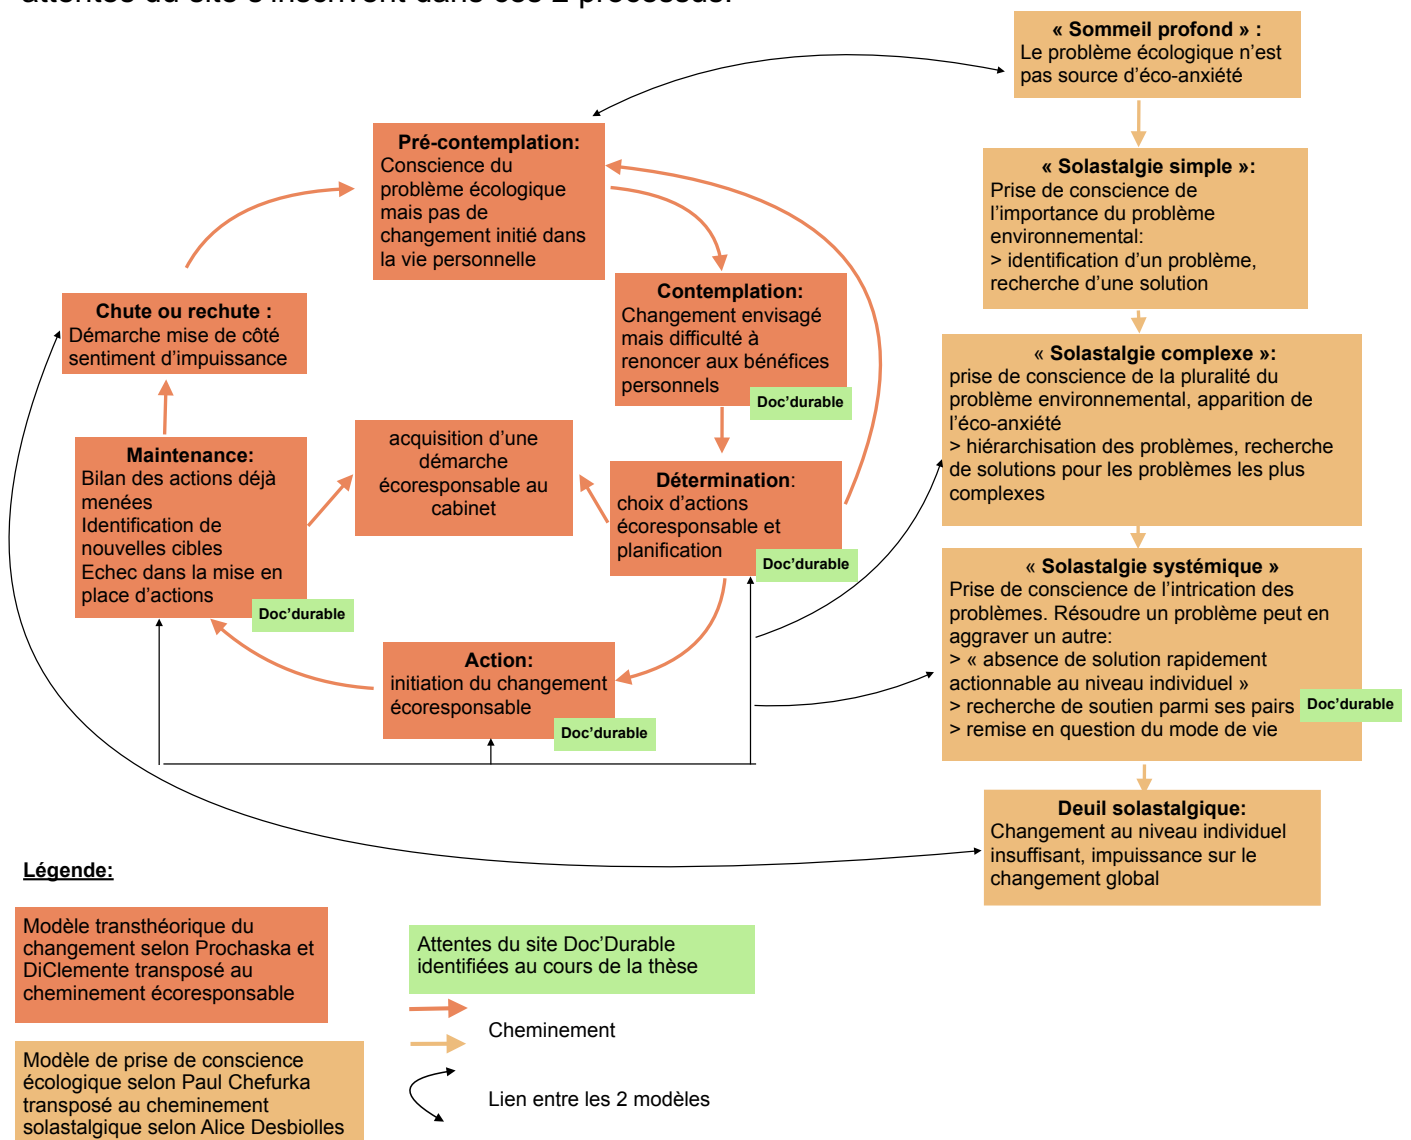 attentes du site s'inscrivent dans ces 2 processus.
« Sommeil profond » :
Le problème écologique n'est
pas source d'éco-anxiété
Pré-contemplation:
Conscience du
problème écologique
mais pas de
changement initié dans
la vie personnelle
« Solastalgie simple »:
Prise de conscience de
l'importance du problème
environnemental:
> identification d'un problème,
recherche d'une solution
Contemplation:
Changement envisagé
mais difficulté à
renoncer aux bénéfices
personnels
Doc'durable
Chute ou rechute :
Démarche mise de côté
sentiment d'impuissance
« Solastalgie complexe »:
prise de conscience de la pluralité du
problème environnemental, apparition de
l'éco-anxiété
> hiérarchisation des problèmes, recherche
de solutions pour les problèmes les plus
complexes
Maintenance:
Bilan des actions déjà
menées
Identification de
nouvelles cibles
Echec dans la mise en
place d'actions
Doc'durable
acquisition d'une
démarche
écoresponsable au
cabinet
Détermination:
choix d'actions
écoresponsable et
planification
Doc'durable
« Solastalgie systémique »
Prise de conscience de l'intrication des
problèmes. Résoudre un problème peut en
aggraver un autre:
> « absence de solution rapidement
actionnable au niveau individuel »
> recherche de soutien parmi ses pairs
> remise en question du mode de vie
Doc'durable
Action:
initiation du changement
écoresponsable
Doc'durable
Deuil solastalgique:
Changement au niveau individuel
insuffisant, impuissance sur le
changement global
Légende:
Modèle transthéorique du
changement selon Prochaska et
DiClemente transposé au
cheminement écoresponsable
Modèle de prise de conscience
écologique selon Paul Chefurka
transposé au cheminement
solastalgique selon Alice Desbiolles
Attentes du site Doc'Durable
identifiées au cours de la thèse
Cheminement
Lien entre les 2 modèles